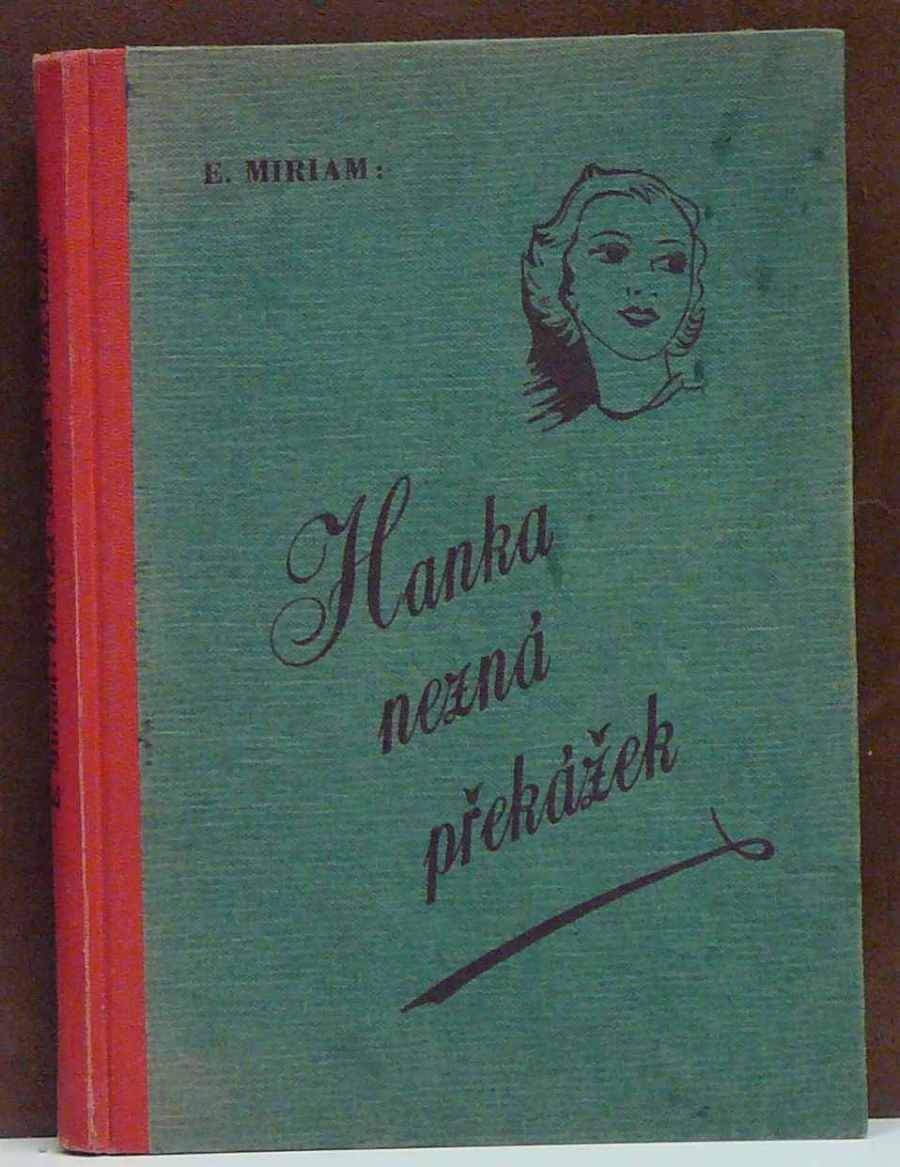 E. MIRIAM:
Hanka
nezná
překážek